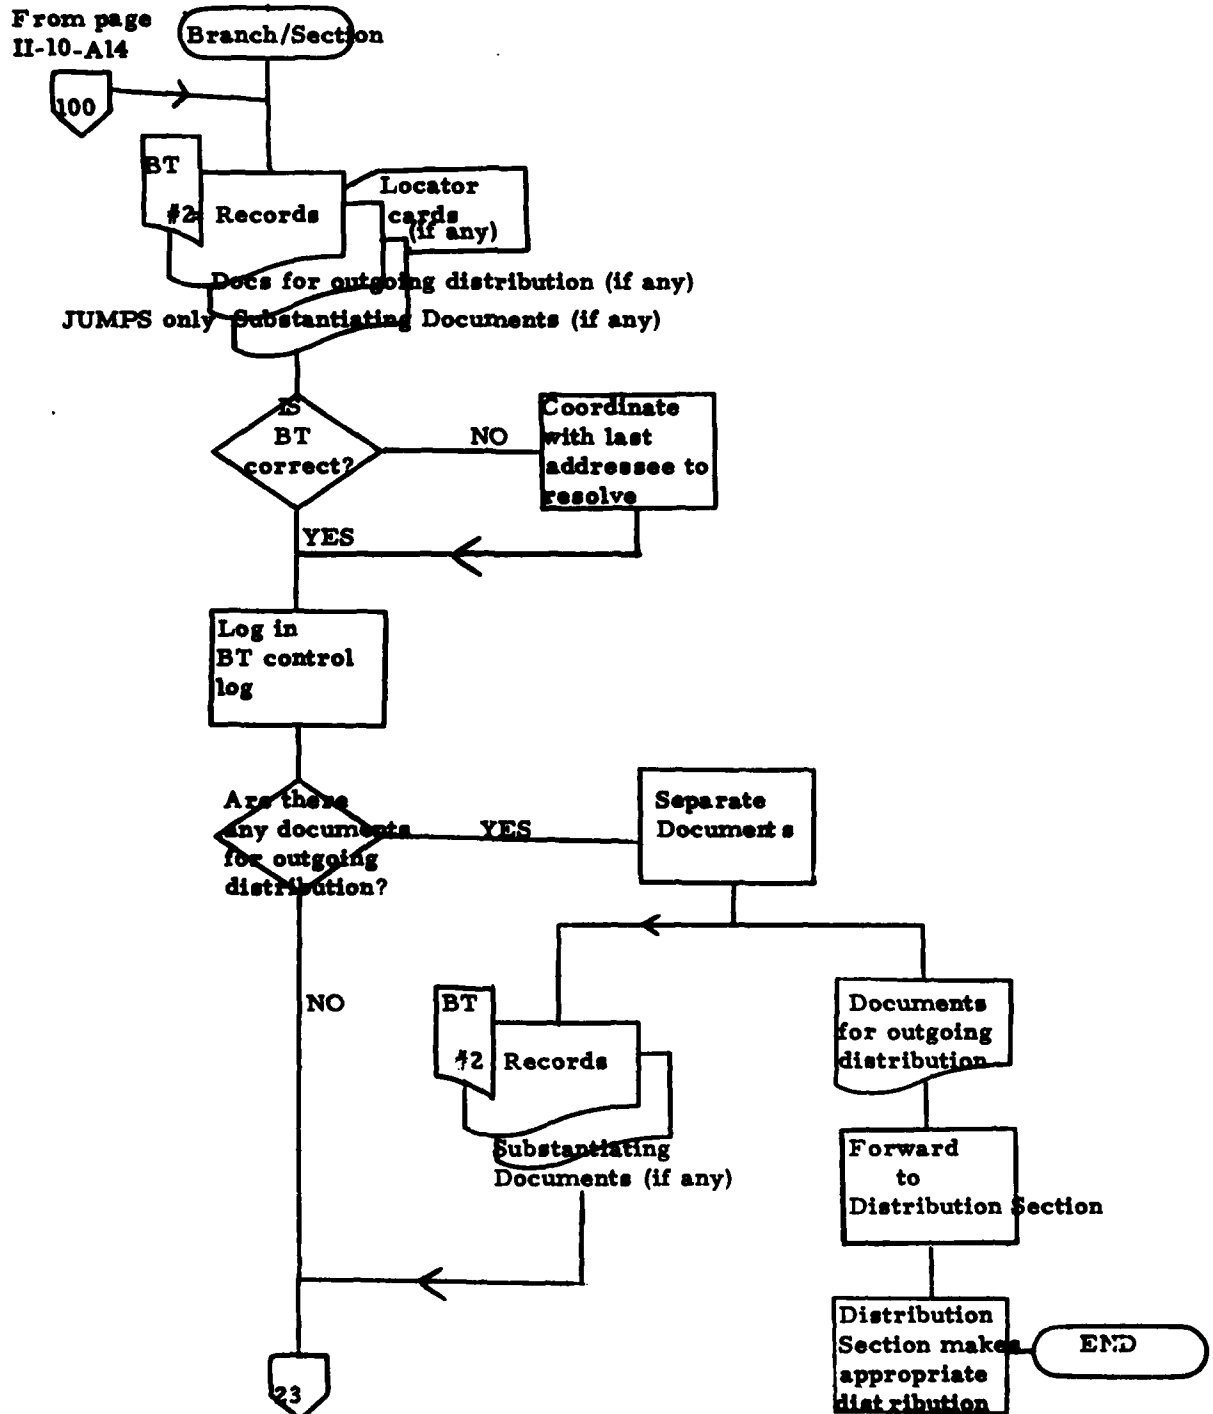 From page
II-10-A14
Branch/Section
100
BT
#2
Records
Locator
cards
(if any)
Docs for outgoing distribution (if any)
JUMPS only Substantiating Documents (if any)
IS
BT
correct?
NO
Coordinate
with last
addressee to
resolve
YES
Log in
BT control
log
Are these
any documents
for outgoing
distribution?
YES
Separate
Documents
NO
BT
#2
Records
Substantiating
Documents (if any)
Documents
for outgoing
distribution
Forward
to
Distribution Section
Distribution
Section makes
appropriate
distribution
END
23